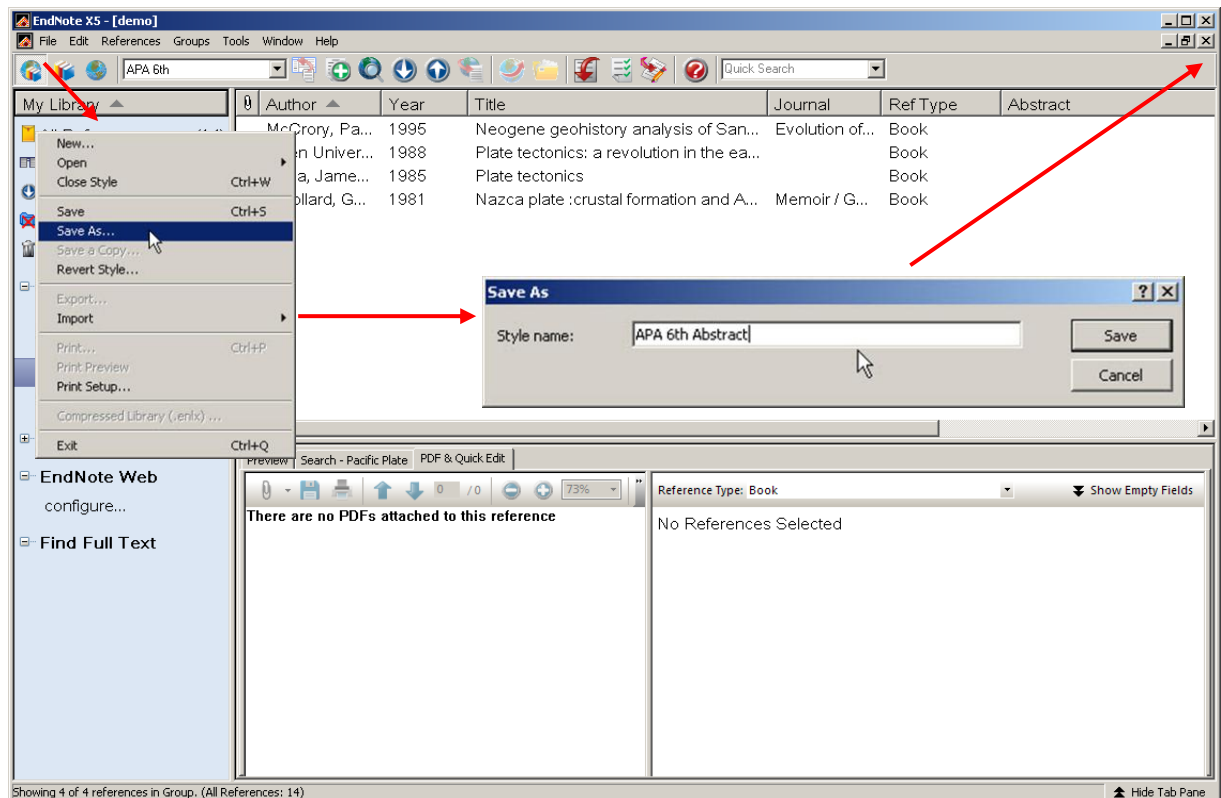 EndNote X5 - [demo]
File Edit References Groups Tools Window Help
APA 6th
Quick Search
My Library
Author Year Title Journal Ref Type Abstract
McCrory, Pa... 1995 Neogene geohistory analysis of San... Evolution of... Book
n Univer... 1988 Plate tectonics: a revolution in the ea... Book
a, Jame... 1985 Plate tectonics Book
ollard, G... 1981 Nazca plate :crustal formation and A... Memoir / G... Book
New...
Open
Close Style Ctrl+W
Save Ctrl+S
Save As...
Save a Copy...
Revert Style...
Export...
Import
Print... Ctrl+P
Print Preview
Print Setup...
Compressed Library (.enlx) ...
Exit Ctrl+Q
Save As
Style name: APA 6th Abstract
Save
Cancel
EndNote Web
configure...
Find Full Text
Preview Search - Pacific Plate PDF & Quick Edit
0 /0 73%
There are no PDFs attached to this reference
Reference Type: Book Show Empty Fields
No References Selected
Showing 4 of 4 references in Group. (All References: 14) Hide Tab Pane